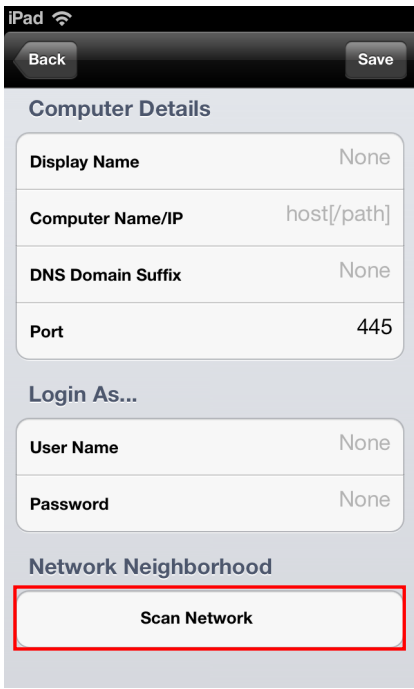 iPad
Back Save
Computer Details
Display Name None
Computer Name/IP host[/path]
DNS Domain Suffix None
Port 445
Login As...
User Name None
Password None
Network Neighborhood
Scan Network